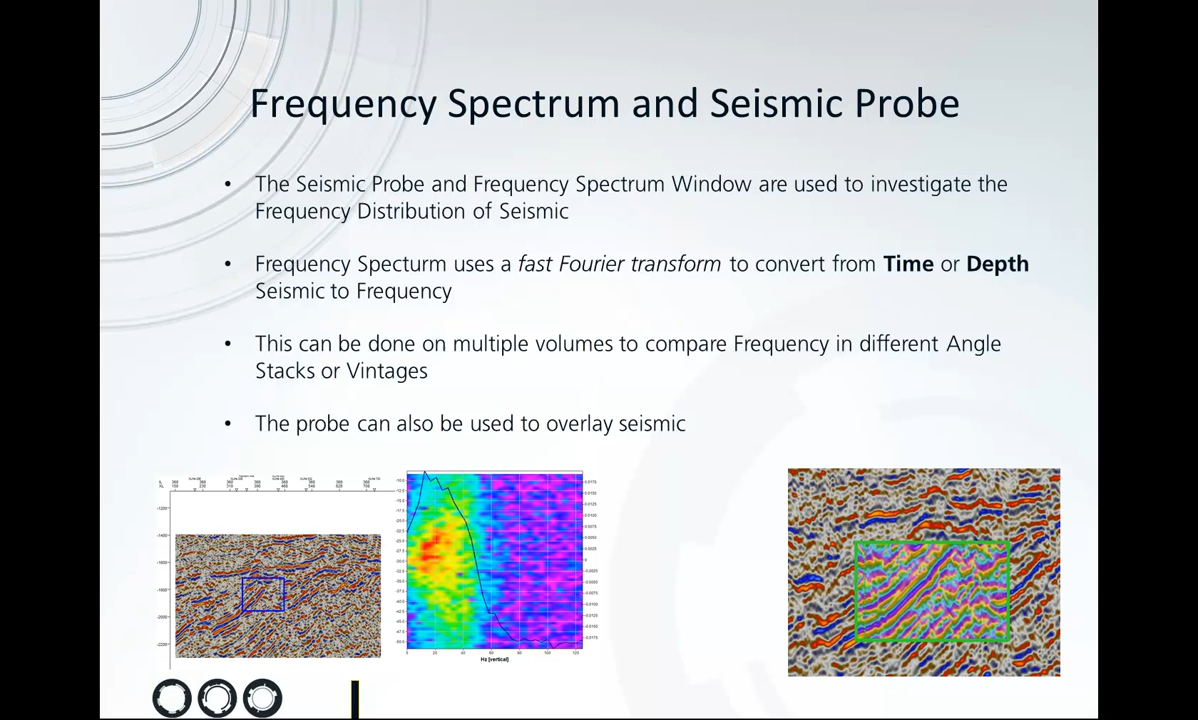 Frequency Spectrum and Seismic Probe
• The Seismic Probe and Frequency Spectrum Window are used to investigate the
Frequency Distribution of Seismic
• Frequency Specturm uses a fast Fourier transform to convert from Time or Depth
Seismic to Frequency
• This can be done on multiple volumes to compare Frequency in different Angle
Stacks or Vintages
• The probe can also be used to overlay seismic
Hz [vertical]